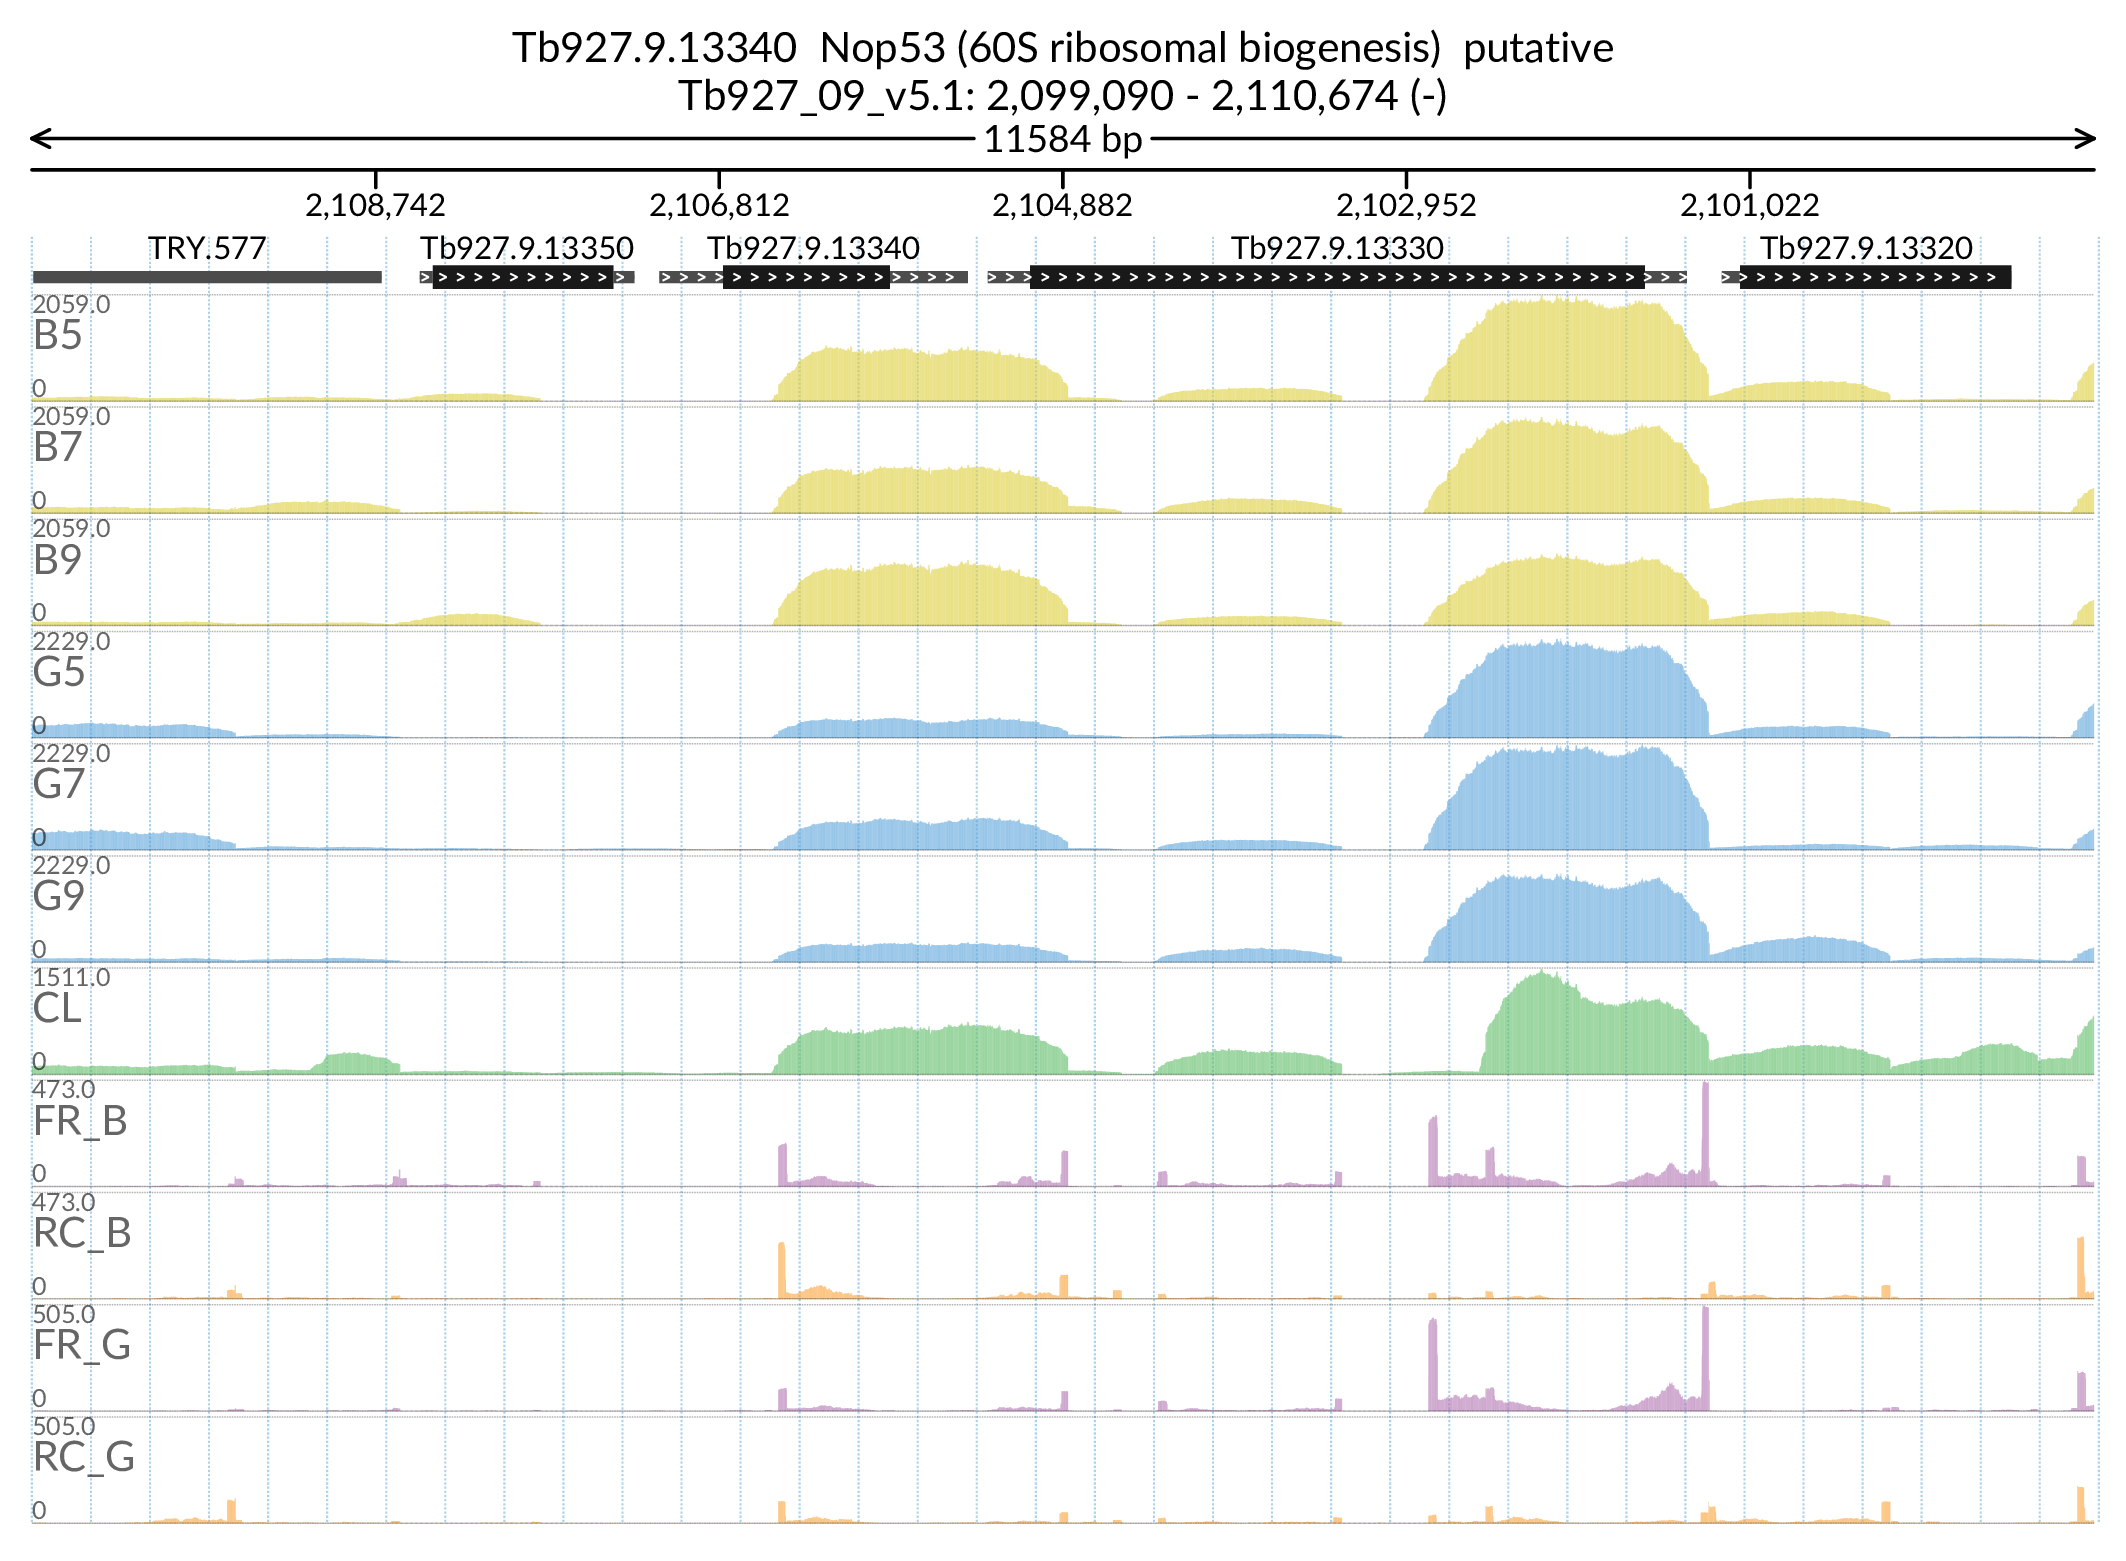 Tb927.9.13340  Nop53 (60S ribosomal biogenesis)  putative
Tb927_09_v5.1: 2,099,090 - 2,110,674 (-)
11584 bp
2,108,742 2,106,812 2,104,882 2,102,952 2,101,022
TRY.577 Tb927.9.13350 Tb927.9.13340 Tb927.9.13330 Tb927.9.13320
2059.0
B5
0
2059.0
B7
0
2059.0
B9
0
2229.0
G5
0
2229.0
G7
0
2229.0
G9
0
1511.0
CL
0
473.0
FR_B
0
473.0
RC_B
0
505.0
FR_G
0
505.0
RC_G
0